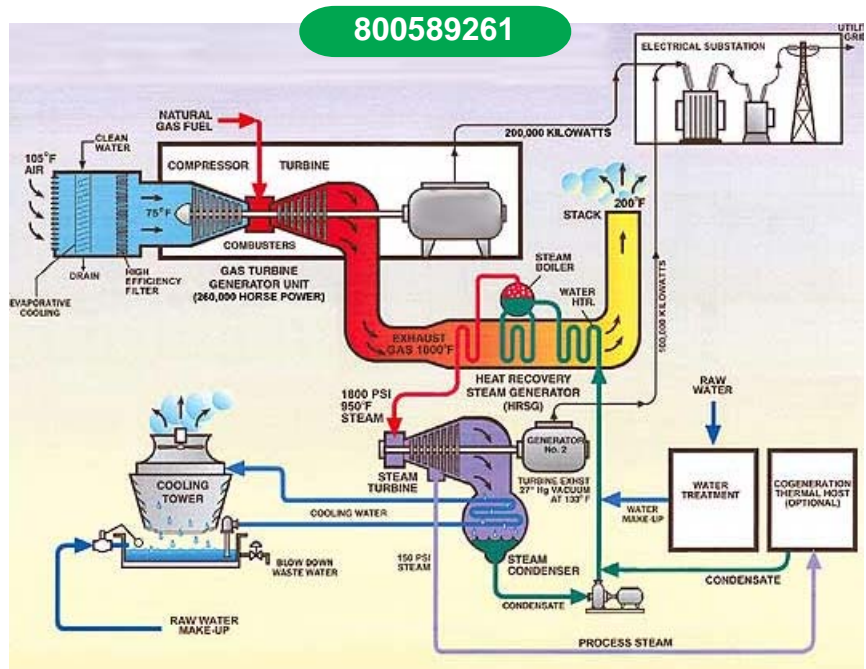 800589261
UTILI
GRI
ELECTRICAL SUBSTATION
NATURAL
GAS FUEL
200,000 KILOWATTS
CLEAN
WATER
105°F
AIR
COMPRESSOR
TURBINE
75°F
200°F
STACK
COMBUSTERS
DRAIN
HIGH
EFFICIENCY
FILTER
EVAPORATIVE
COOLING
GAS TURBINE
GENERATOR UNIT
(260,000 HORSE POWER)
STEAM
BOILER
WATER
HTR.
100,000 KILOWATTS
EXHAUST
GAS 1000°F
HEAT RECOVERY
STEAM GENERATOR
(HRSG)
1800 PSI
950°F
STEAM
RAW
WATER
GENERATOR
No. 2
STEAM
TURBINE
TURBINE EXHST
27" Hg VACUUM
AT 133°F
COOLING
TOWER
COOLING WATER
WATER
TREATMENT
COGENERATION
THERMAL HOST
(OPTIONAL)
WATER
MAKE-UP
150 PSI
STEAM
STEAM
CONDENSER
BLOW DOWN
WASTE WATER
CONDENSATE
CONDENSATE
RAW WATER
MAKE-UP
PROCESS STEAM